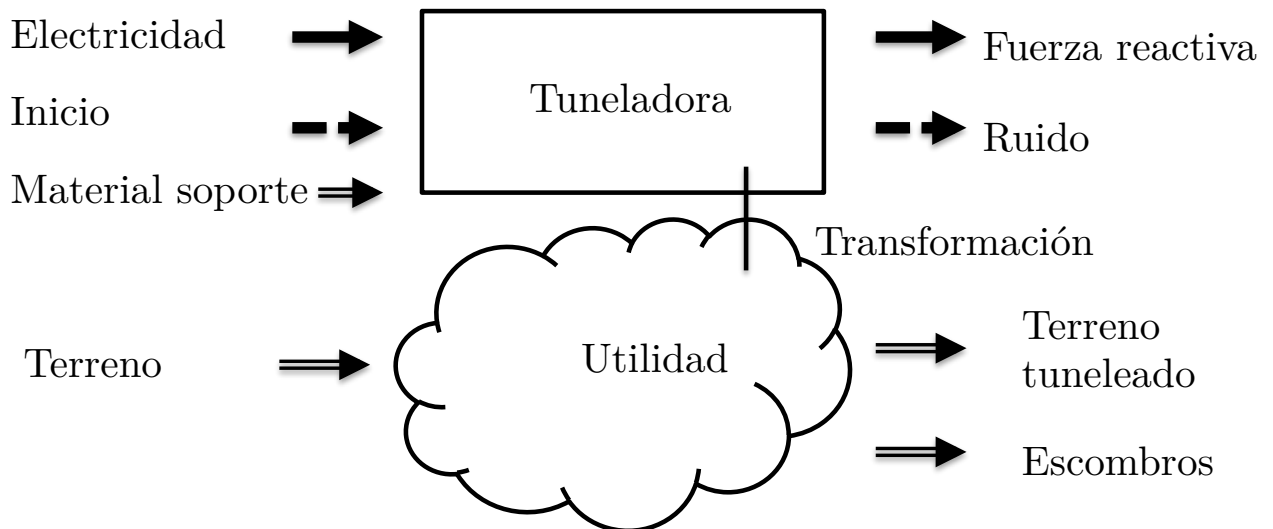 Electricidad
Fuerza reactiva
Tuneladora
Inicio
Ruido
Material soporte
Transformación
Terreno
Utilidad
Terreno
tuneleado
Escombros